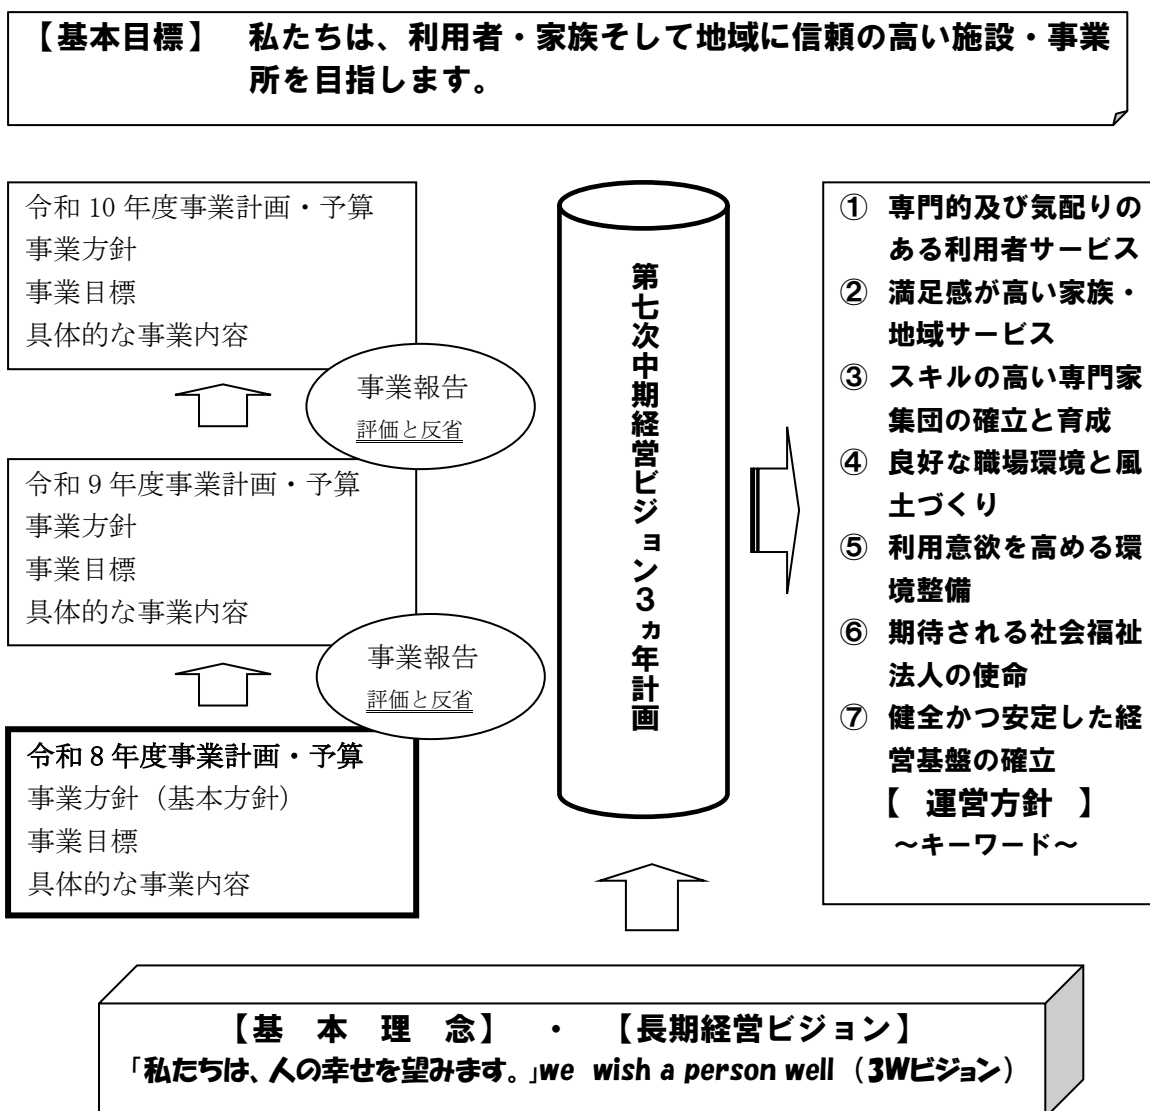 【基本目標】　私たちは、利用者・家族そして地域に信頼の高い施設・事業
所を目指します。
令和 10 年度事業計画・予算
事業方針
事業目標
具体的な事業内容
事業報告
評価と反省
令和 9 年度事業計画・予算
事業方針
事業目標
具体的な事業内容
事業報告
評価と反省
令和 8 年度事業計画・予算
事業方針（基本方針）
事業目標
具体的な事業内容
第七次中期経営ビジョン３ヵ年計画
① 専門的及び気配りの
ある利用者サービス
② 満足感が高い家族・
地域サービス
③ スキルの高い専門家
集団の確立と育成
④ 良好な職場環境と風
土づくり
⑤ 利用意欲を高める環
境整備
⑥ 期待される社会福祉
法人の使命
⑦ 健全かつ安定した経
営基盤の確立
【　運営方針　】
～キーワード～
【基　本　理　念】　・　【長期経営ビジョン】
「私たちは、人の幸せを望みます。」we wish a person well（3Wビジョン）